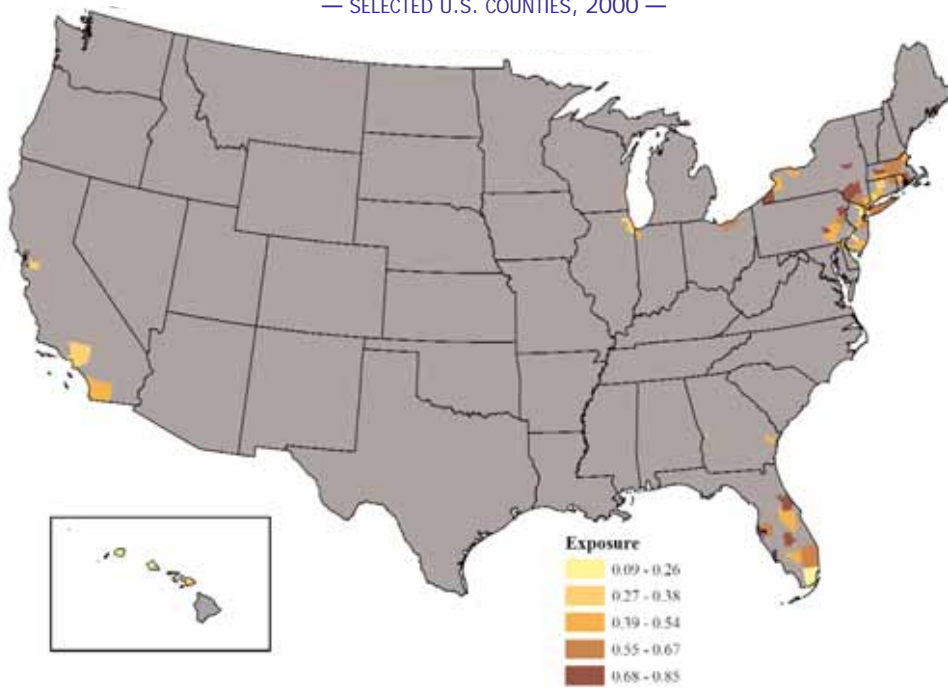 — SELECTED U.S. COUNTIES, 2000 —
Exposure
0.09 - 0.26
0.27 - 0.38
0.39 - 0.54
0.55 - 0.67
0.68 - 0.85